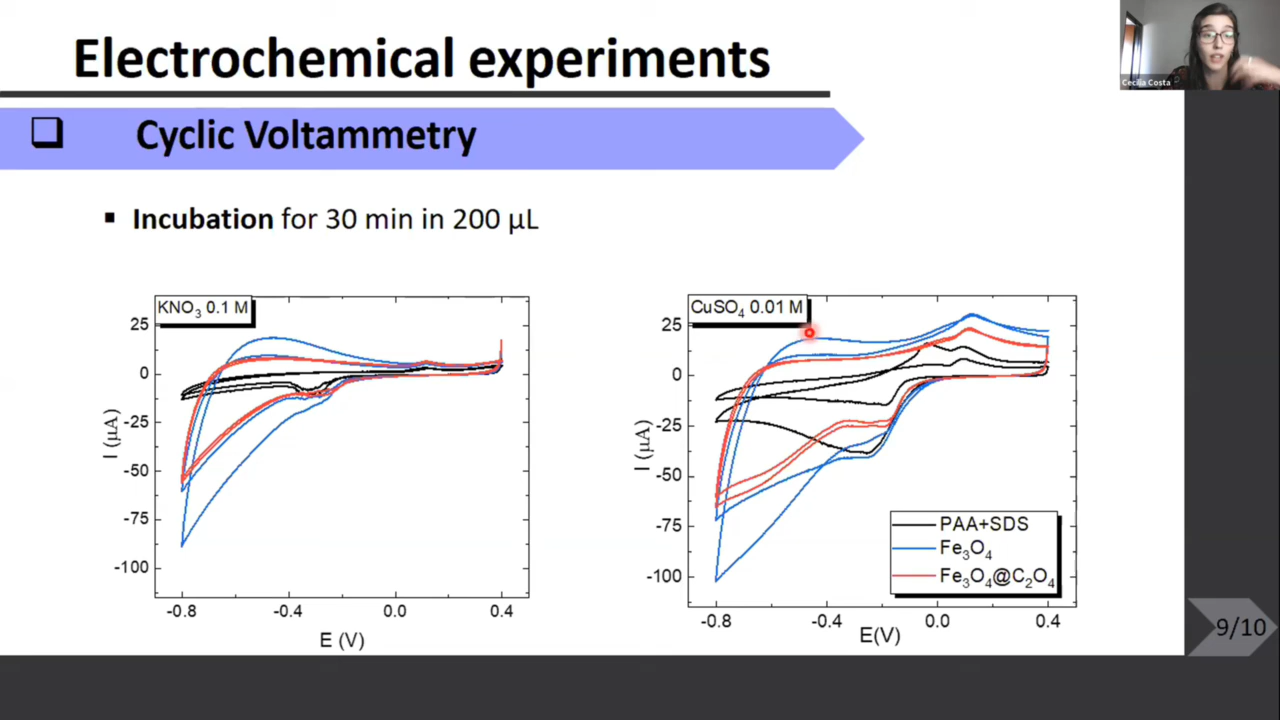 Electrochemical experiments
Cecilia Costa
Cyclic Voltammetry
Incubation for 30 min in 200 µL
KNO₃ 0.1 M
25
0
-25
-50
-75
-100
I (µA)
-0.8
-0.4
0.0
0.4
E (V)
CuSO₄ 0.01 M
25
0
-25
-50
-75
-100
I (µA)
-0.8
-0.4
0.0
0.4
E(V)
PAA+SDS
Fe₃O₄
Fe₃O₄@C₂O₄
9/10